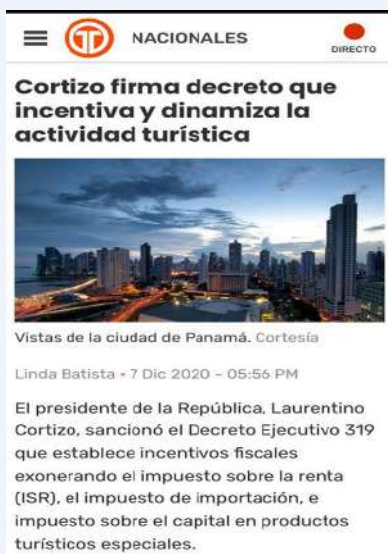 NACIONALES
DIRECTO
Cortizo firma decreto que
incentiva y dinamiza la
actividad turística
Vistas de la ciudad de Panamá. Cortesía
Linda Batista • 7 Dic 2020 - 05:56 PM
El presidente de la República, Laurentino
Cortizo, sancionó el Decreto Ejecutivo 319
que establece incentivos fiscales
exonerando el impuesto sobre la renta
(ISR), el impuesto de importación, e
impuesto sobre el capital en productos
turísticos especiales.